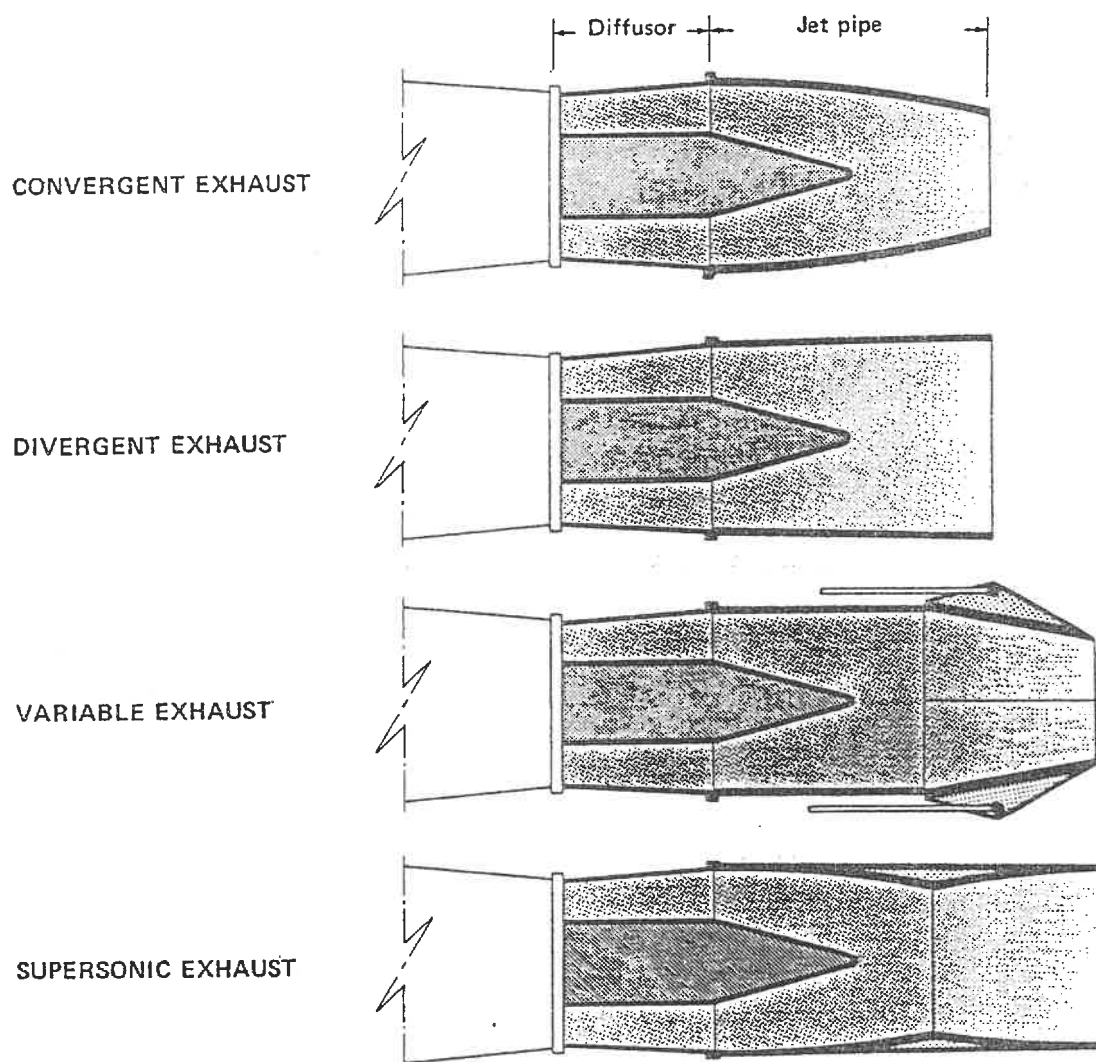 Diffusor
Jet pipe
CONVERGENT EXHAUST
DIVERGENT EXHAUST
VARIABLE EXHAUST
SUPERSONIC EXHAUST